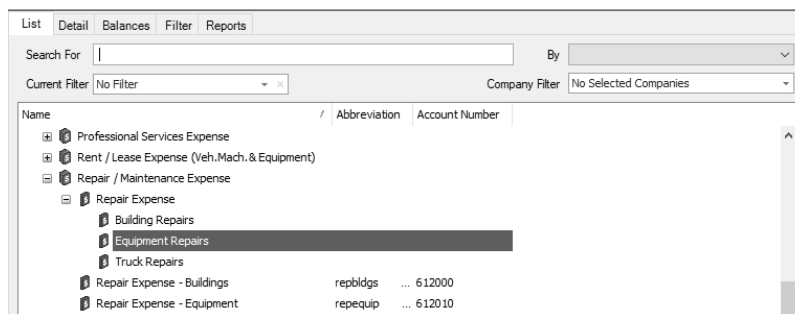 List Detail Balances Filter Reports
Search For By
Current Filter No Filter Company Filter No Selected Companies
Name / Abbreviation Account Number
Professional Services Expense
Rent / Lease Expense (Veh.Mach.& Equipment)
Repair / Maintenance Expense
Repair Expense
Building Repairs
Equipment Repairs
Truck Repairs
Repair Expense - Buildings repbldgs ... 612000
Repair Expense - Equipment repequip ... 612010